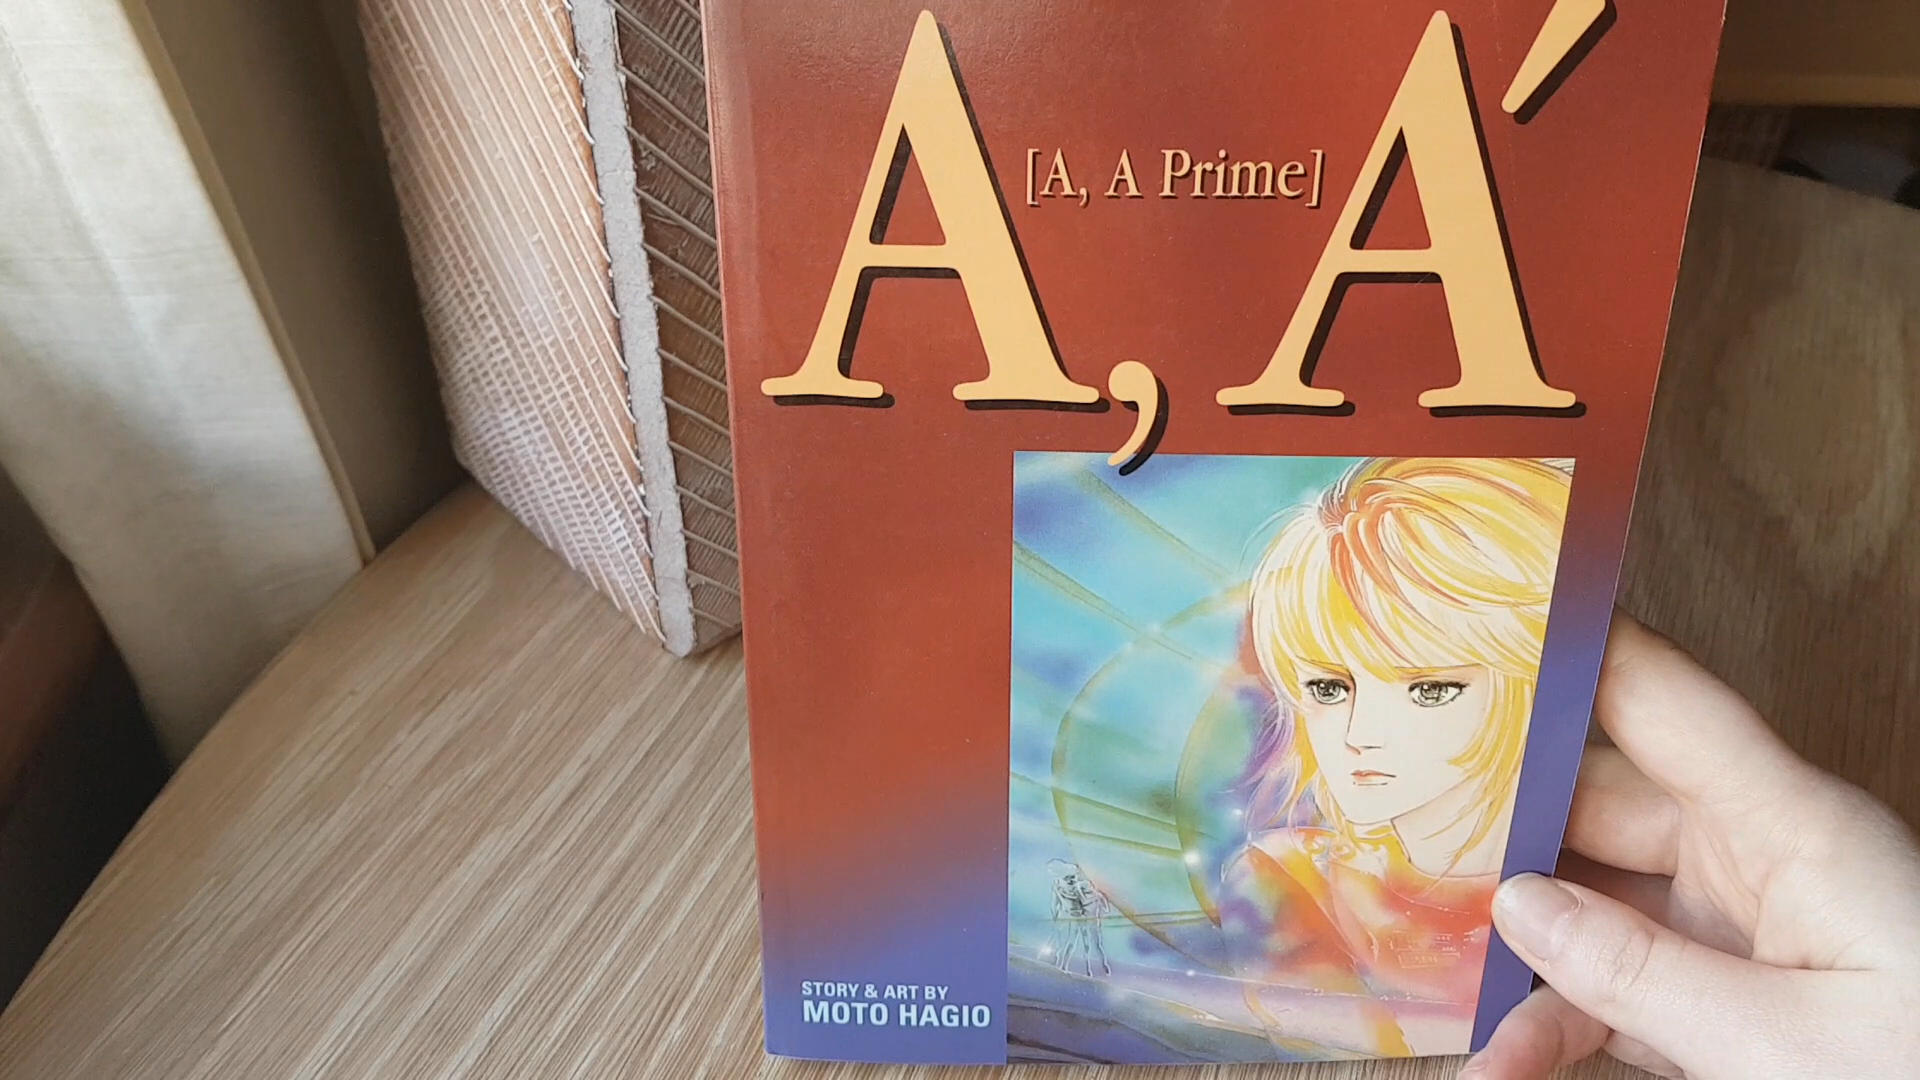 A, A′
[A, A Prime]
STORY & ART BY
MOTO HAGIO